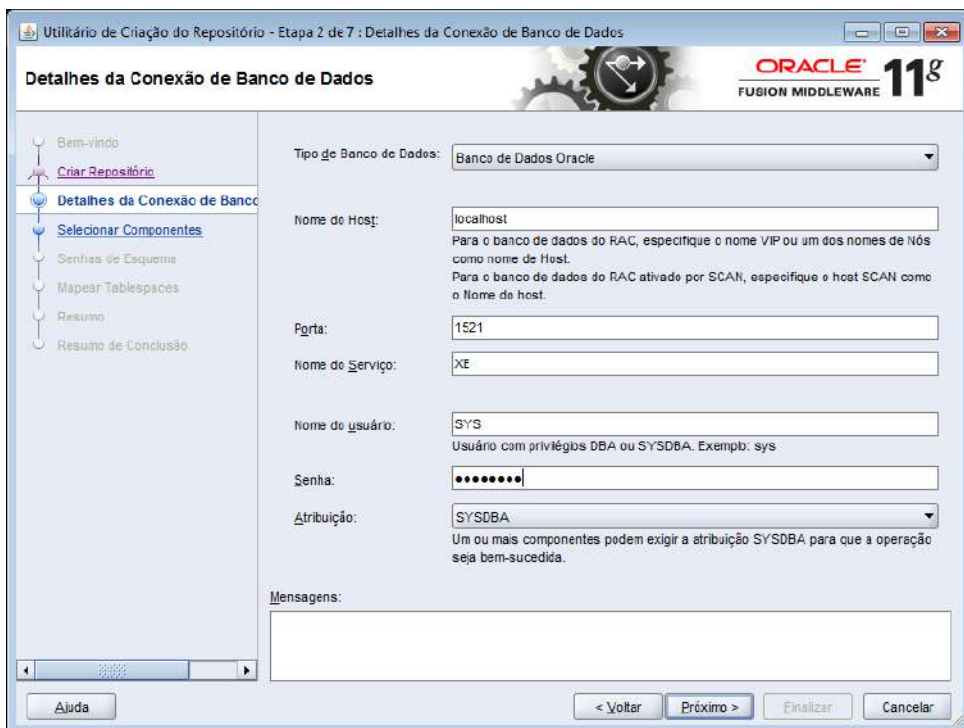 Utilitário de Criação do Repositório - Etapa 2 de 7 : Detalhes da Conexão de Banco de Dados
Detalhes da Conexão de Banco de Dados
ORACLE
FUSION MIDDLEWARE 11g
Bem-vindo
Criar Repositório
Detalhes da Conexão de Banco
Selecionar Componentes
Senhas de Esquema
Mapear Tablespaces
Resumo
Resumo de Conclusão
Tipo de Banco de Dados:
Banco de Dados Oracle
Nome do Host:
localhost
Para o banco de dados do RAC, especifique o nome VIP ou um dos nomes de Nós
como nome de Host.
Para o banco de dados do RAC ativado por SCAN, especifique o host SCAN como
o Nome do host.
Porta:
1521
Nome do Serviço:
XE
Nome do usuário:
SYS
Usuário com privilégios DBA ou SYSDBA. Exemplo: sys
Senha:
••••••••
Atribuição:
SYSDBA
Um ou mais componentes podem exigir a atribuição SYSDBA para que a operação
seja bem-sucedida.
Mensagens:
Ajuda
< Voltar
Próximo >
Finalizar
Cancelar